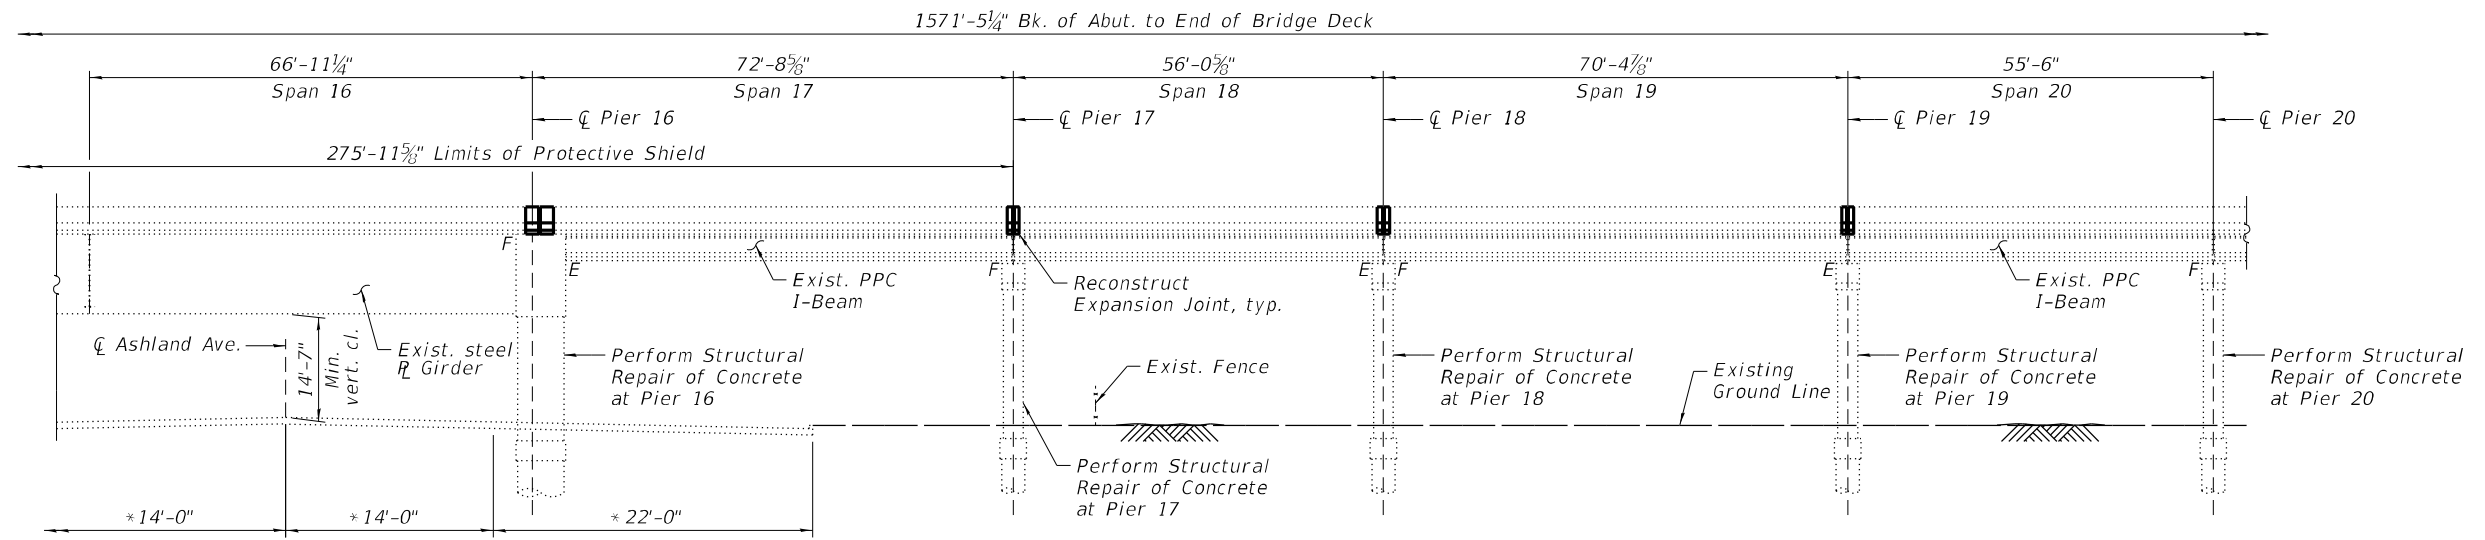 1571'-5¼" Bk. of Abut. to End of Bridge Deck
66'-11¼"
Span 16
72'-8⅝"
Span 17
56'-0⅝"
Span 18
70'-4⅞"
Span 19
55'-6"
Span 20
℄ Pier 16
℄ Pier 17
℄ Pier 18
℄ Pier 19
℄ Pier 20
275'-11⅝" Limits of Protective Shield
F
E
F
E
F
E
F
Exist. PPC
I-Beam
Reconstruct
Expansion Joint, typ.
Exist. PPC
I-Beam
℄ Ashland Ave.
14'-7"
Min.
vert. cl.
Exist. steel
PL Girder
Perform Structural
Repair of Concrete
at Pier 16
Exist. Fence
Perform Structural
Repair of Concrete
at Pier 18
Existing
Ground Line
Perform Structural
Repair of Concrete
at Pier 19
Perform Structural
Repair of Concrete
at Pier 20
Perform Structural
Repair of Concrete
at Pier 17
*14'-0"
*14'-0"
*22'-0"